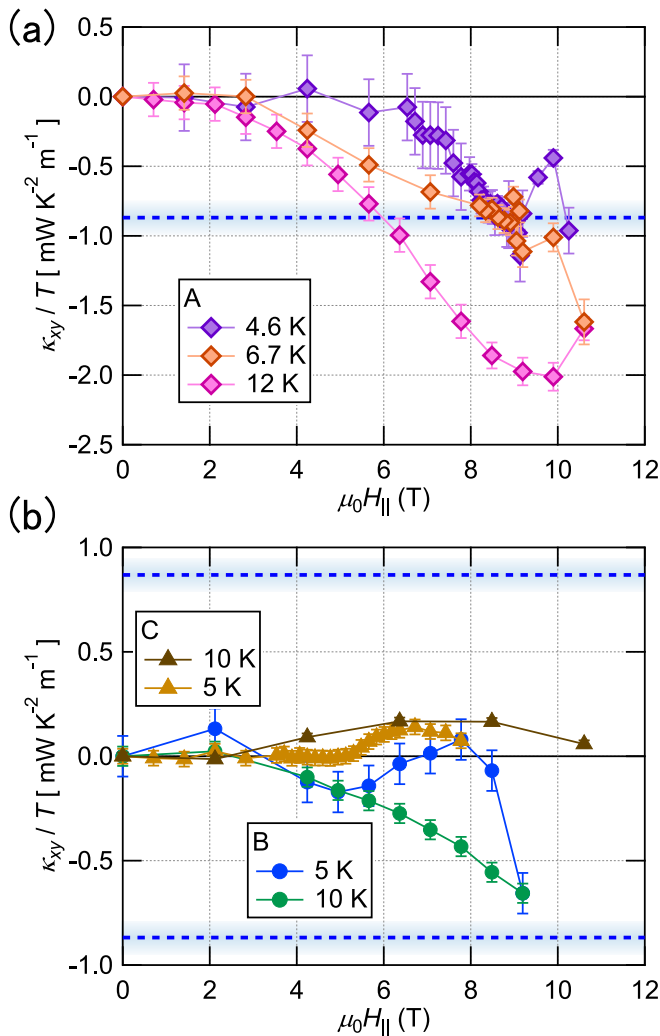 (a)
0.5
0.0
-0.5
-1.0
-1.5
-2.0
-2.5
κxy / T [ mW K⁻² m⁻¹ ]
A
4.6 K
6.7 K
12 K
0 2 4 6 8 10 12
μ₀H|| (T)
(b)
1.0
0.5
0.0
-0.5
-1.0
κxy / T [ mW K⁻² m⁻¹ ]
C
10 K
5 K
B
5 K
10 K
0 2 4 6 8 10 12
μ₀H|| (T)